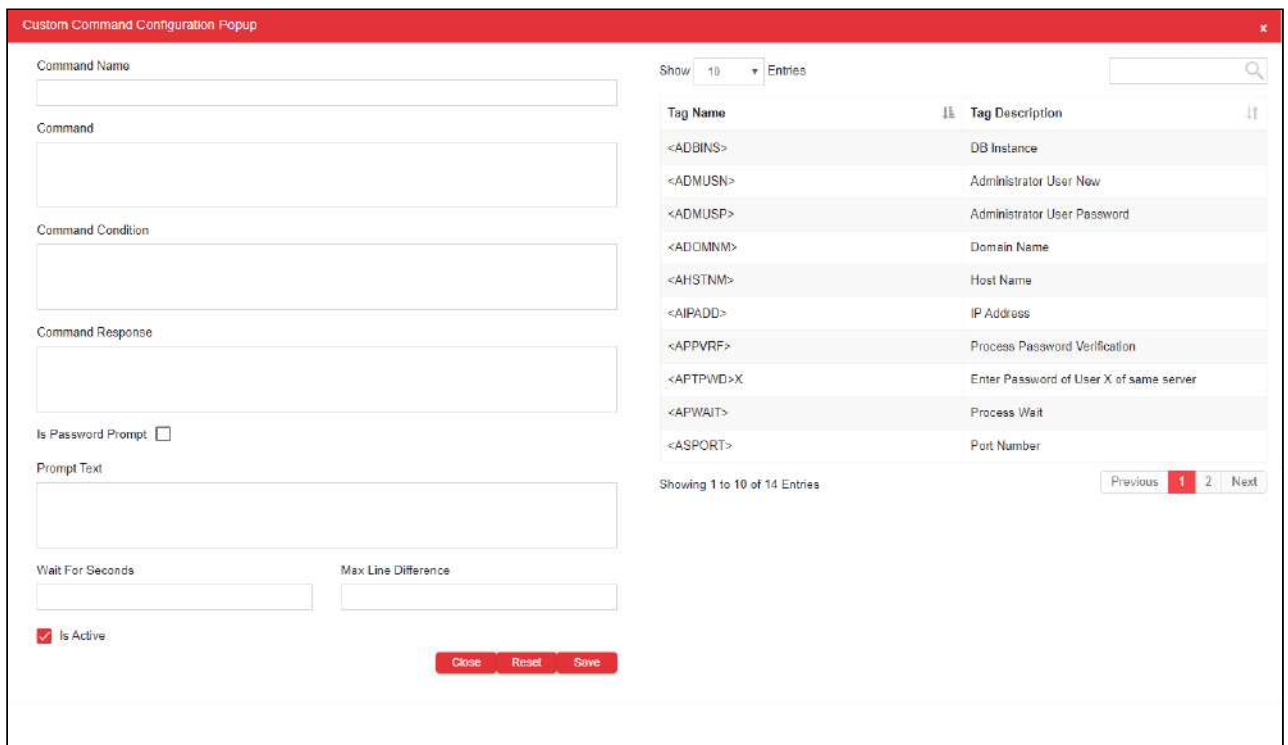 Custom Command Configuration Popup
x
Command Name
Command
Command Condition
Command Response
Is Password Prompt
Prompt Text
Wait For Seconds Max Line Difference
Is Active
Close Reset Save
Show 10 Entries
Tag Name Tag Description
<ADBINS> DB Instance
<ADMUSN> Administrator User New
<ADMUSP> Administrator User Password
<ADOMNM> Domain Name
<AHSTNM> Host Name
<AIPADD> IP Address
<APPVRF> Process Password Verification
<APTPWD>X Enter Password of User X of same server
<APWAIT> Process Wait
<ASPORT> Port Number
Showing 1 to 10 of 14 Entries Previous 1 2 Next